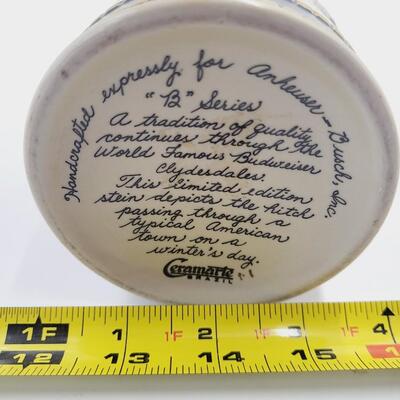 Handcrafted expressly for Anheuser-Busch, Inc.
"B" Series
A tradition of quality
continues through the
World Famous Budweiser
Clydesdales.
This limited edition
stein depicts the hitch
passing through a
typical American
town on a
winter's day.
Ceramarte
BRAZIL
1F 1 1F 2 1F 3 4
12 13 14 15